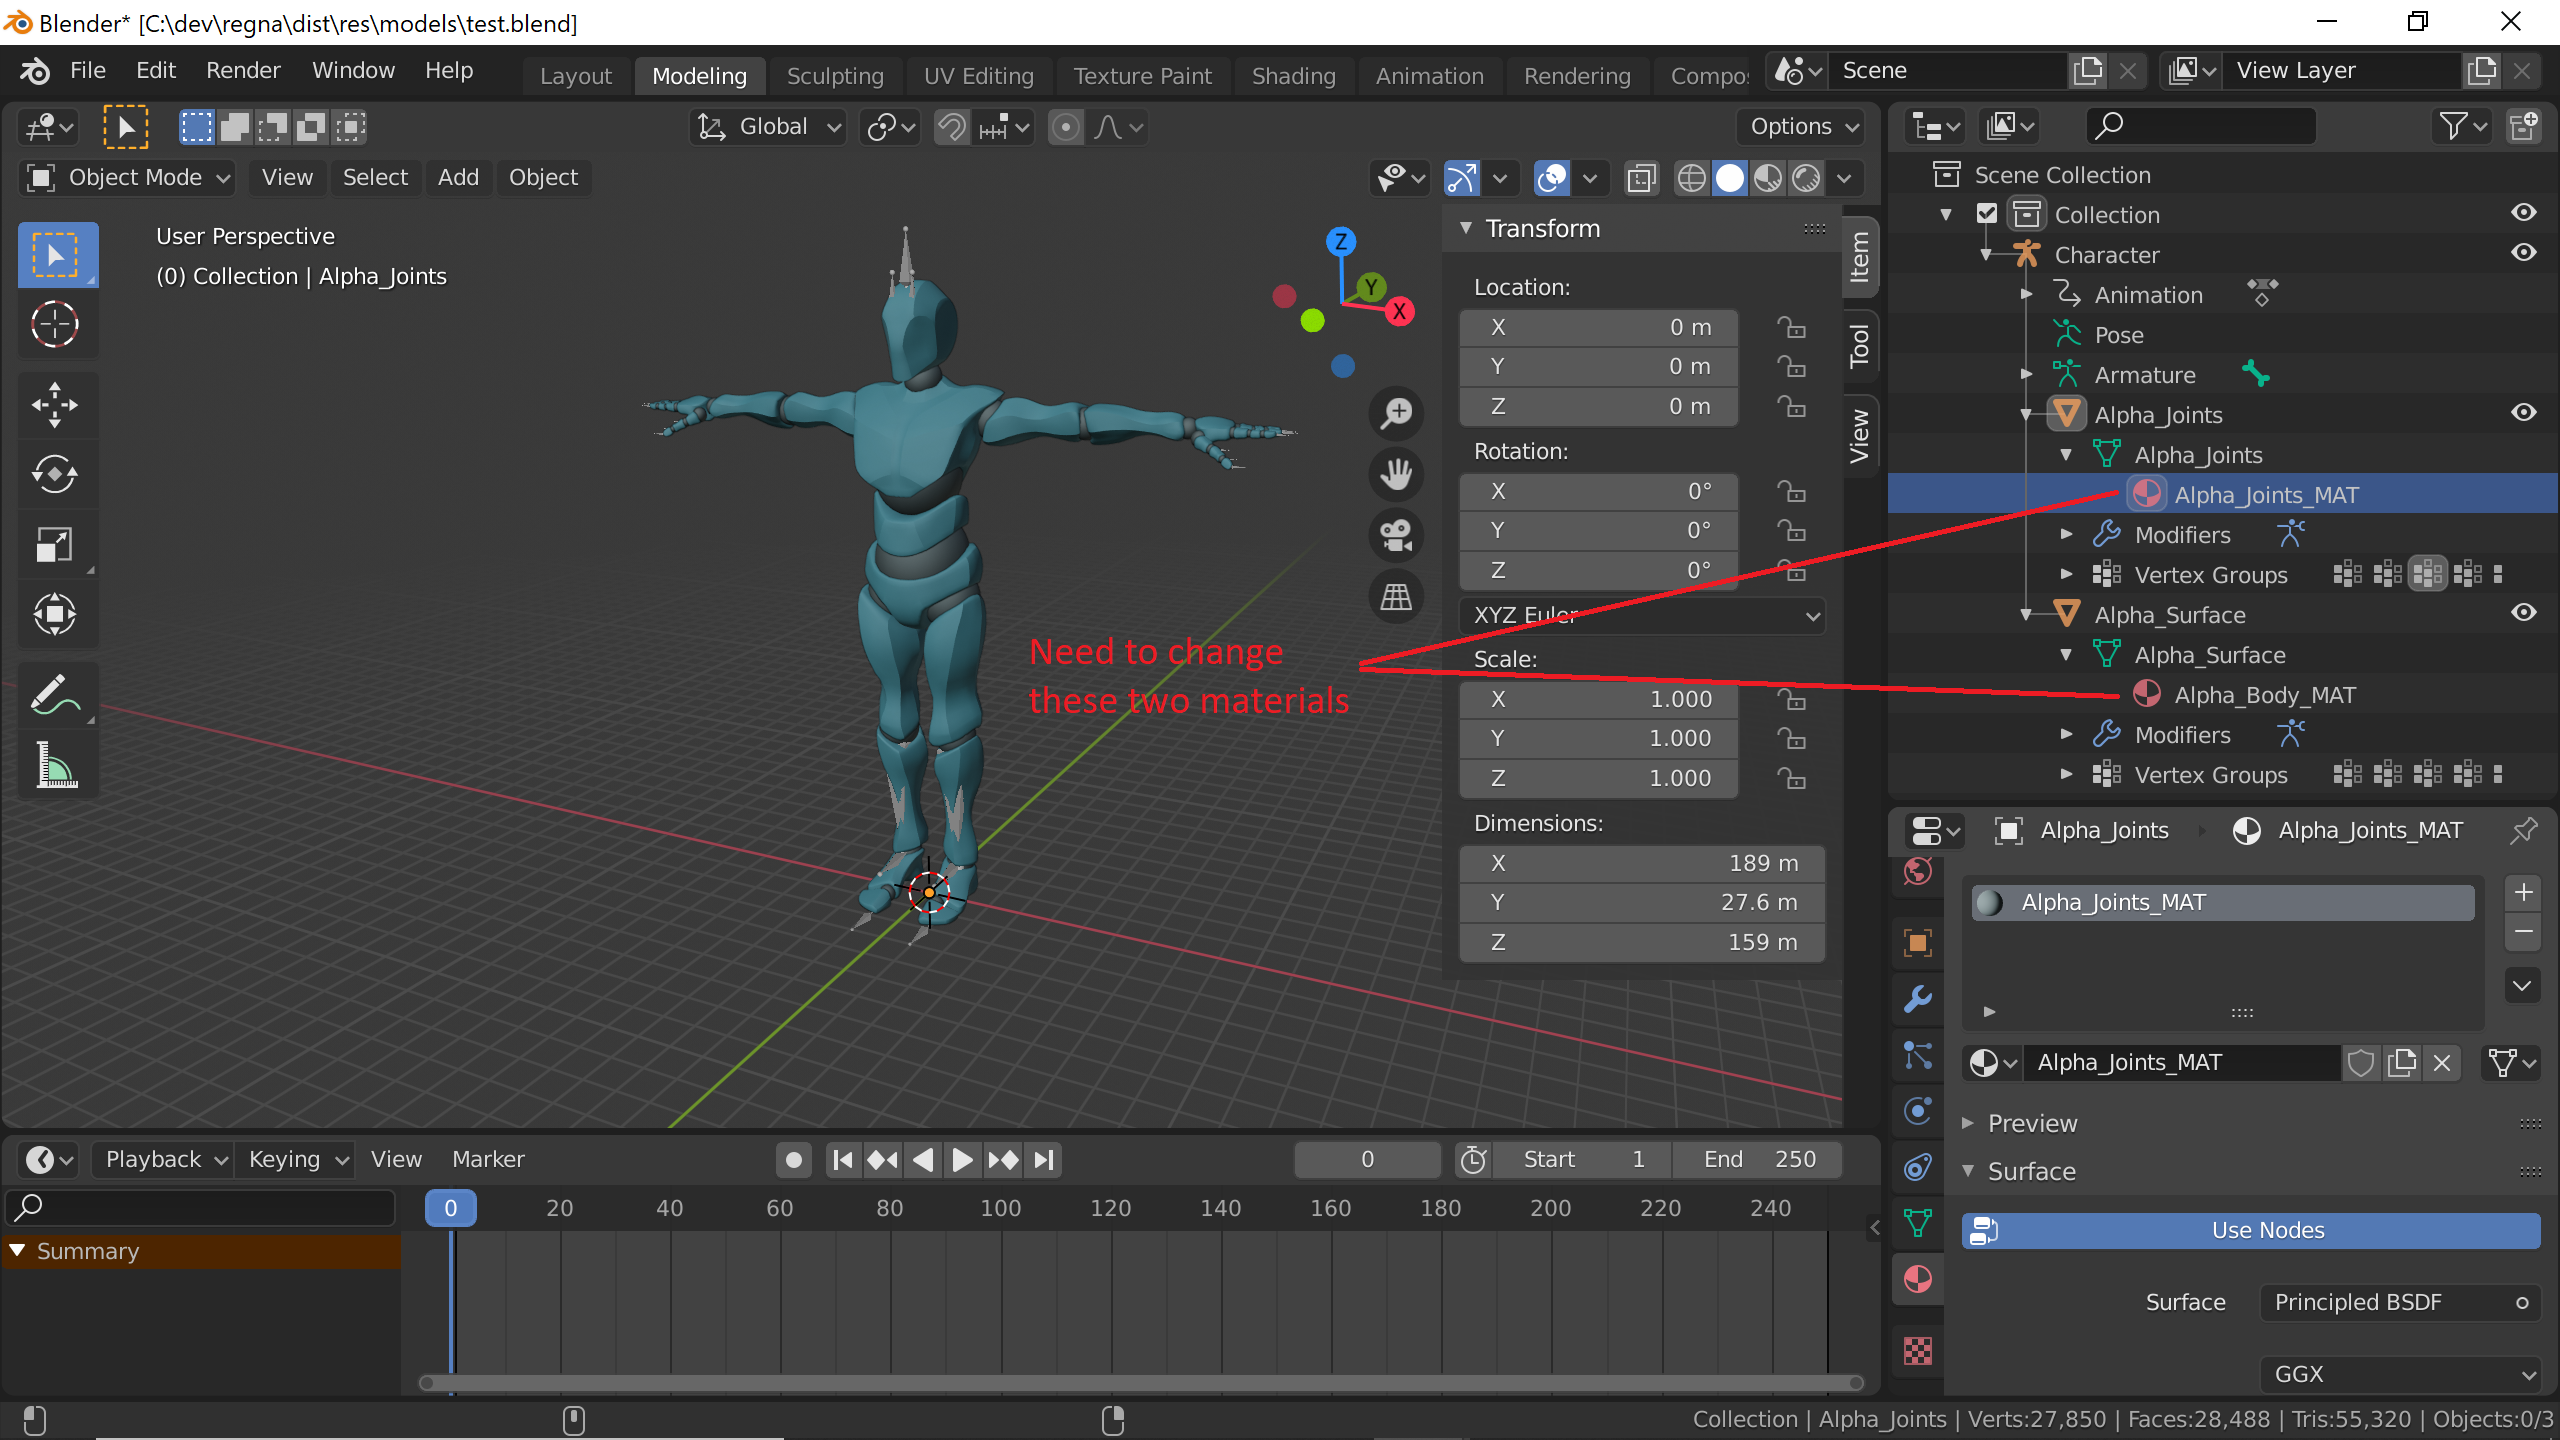 Blender* [C:\dev\regna\dist\res\models\test.blend]
File Edit Render Window Help
Layout Modeling Sculpting UV Editing Texture Paint Shading Animation Rendering Compos
Scene
View Layer
Global
Options
Object Mode View Select Add Object
User Perspective
(0) Collection | Alpha_Joints
Z
Y
X
Transform
Location:
X 0 m
Y 0 m
Z 0 m
Rotation:
X 0°
Y 0°
Z 0°
XYZ Euler
Scale:
X 1.000
Y 1.000
Z 1.000
Dimensions:
X 189 m
Y 27.6 m
Z 159 m
Item
Tool
View
Need to change
these two materials
Scene Collection
Collection
Character
Animation
Pose
Armature
Alpha_Joints
Alpha_Joints
Alpha_Joints_MAT
Modifiers
Vertex Groups
Alpha_Surface
Alpha_Surface
Alpha_Body_MAT
Modifiers
Vertex Groups
Alpha_Joints Alpha_Joints_MAT
Alpha_Joints_MAT
Alpha_Joints_MAT
Preview
Surface
Use Nodes
Surface Principled BSDF
GGX
Playback Keying View Marker
0
Start 1 End 250
0 20 40 60 80 100 120 140 160 180 200 220 240
Summary
Collection | Alpha_Joints | Verts:27,850 | Faces:28,488 | Tris:55,320 | Objects:0/3